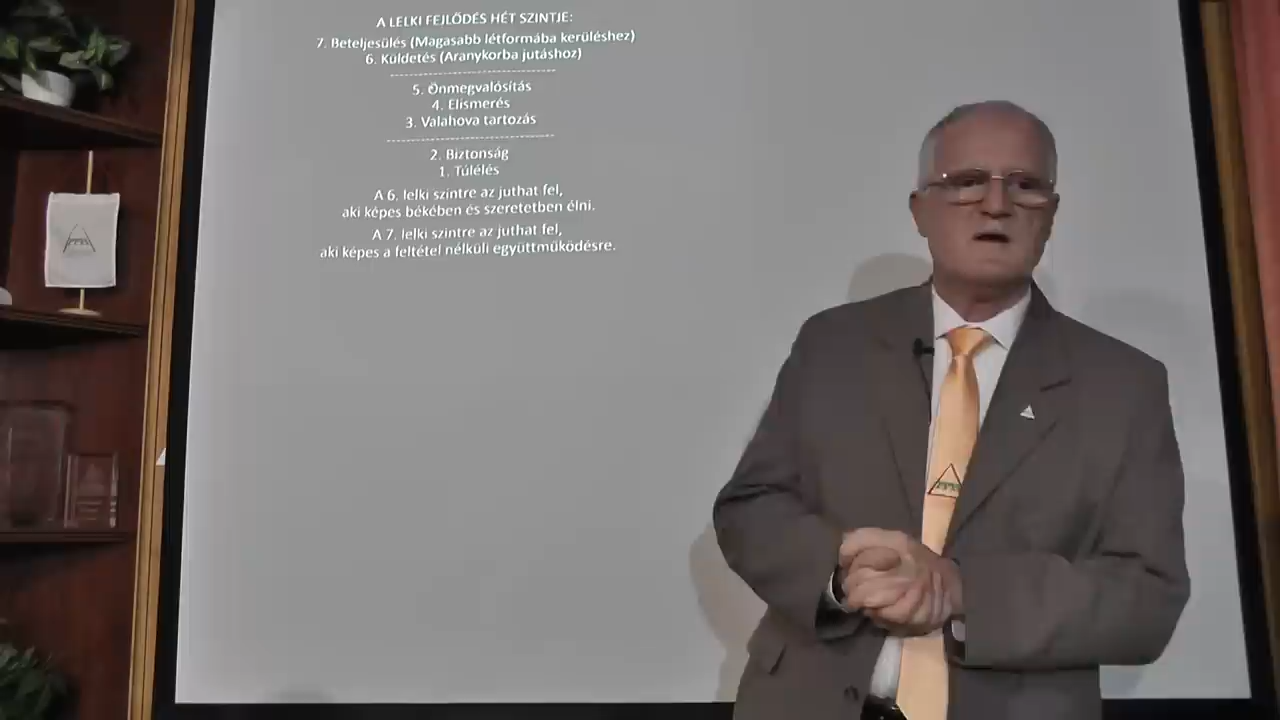 A LELKI FEJLŐDÉS HÉT SZINTJE:
7. Beteljesülés (Magasabb létformába kerüléshez)
6. Küldetés (Aranykorba jutáshoz)
----------------------------------
5. Önmegvalósítás
4. Elismerés
3. Valahova tartozás
----------------------------------
2. Biztonság
1. Túlélés
A 6. lelki szintre az juthat fel,
aki képes békében és szeretetben élni.
A 7. lelki szintre az juthat fel,
aki képes a feltétel nélküli együttműködésre.